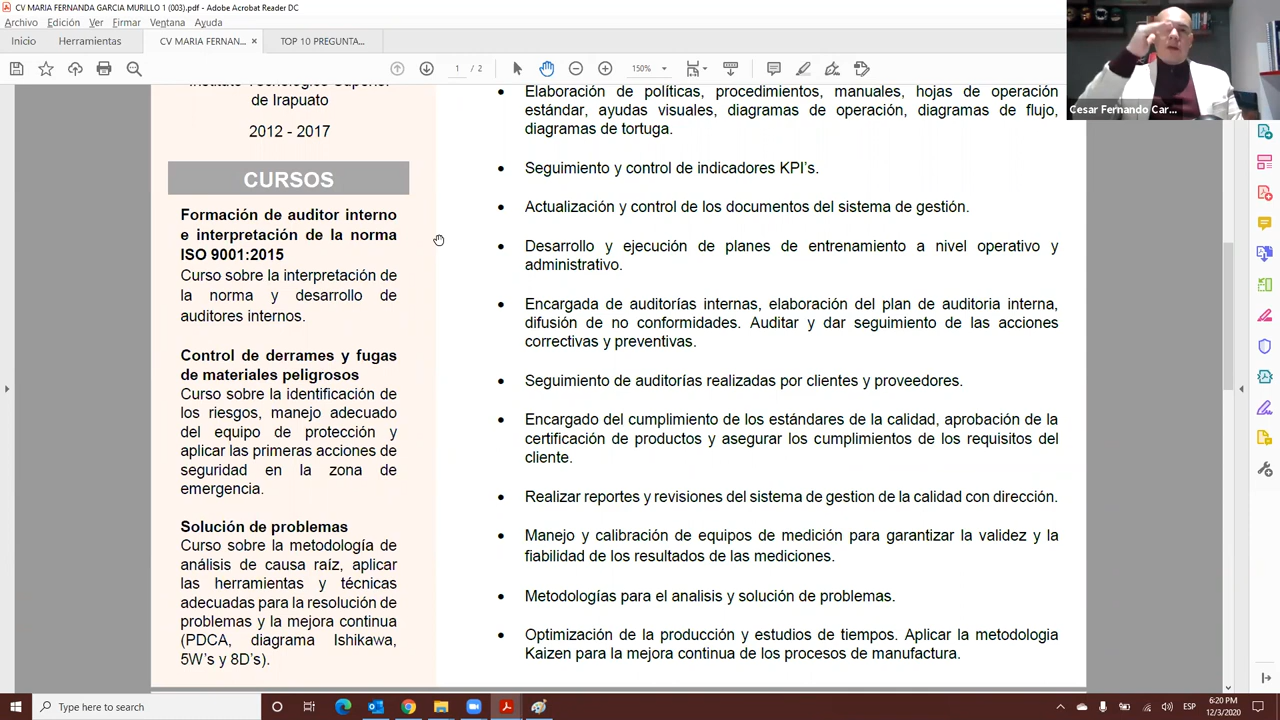 CV MARIA FERNANDA GARCIA MURILLO 1 (003).pdf - Adobe Acrobat Reader DC
Archivo Edición Ver Firmar Ventana Ayuda
Inicio Herramientas CV MARIA FERNAN... × TOP 10 PREGUNTA...
1 / 2 150%
Cesar Fernando Car...
Instituto Tecnológico Superior
de Irapuato
2012 - 2017
CURSOS
Formación de auditor interno
e interpretación de la norma
ISO 9001:2015
Curso sobre la interpretación de
la norma y desarrollo de
auditores internos.
Control de derrames y fugas
de materiales peligrosos
Curso sobre la identificación de
los riesgos, manejo adecuado
del equipo de protección y
aplicar las primeras acciones de
seguridad en la zona de
emergencia.
Solución de problemas
Curso sobre la metodología de
análisis de causa raíz, aplicar
las herramientas y técnicas
adecuadas para la resolución de
problemas y la mejora continua
(PDCA, diagrama Ishikawa,
5W's y 8D's).
• Elaboración de políticas, procedimientos, manuales, hojas de operación
estándar, ayudas visuales, diagramas de operación, diagramas de flujo,
diagramas de tortuga.
• Seguimiento y control de indicadores KPI's.
• Actualización y control de los documentos del sistema de gestión.
• Desarrollo y ejecución de planes de entrenamiento a nivel operativo y
administrativo.
• Encargada de auditorías internas, elaboración del plan de auditoria interna,
difusión de no conformidades. Auditar y dar seguimiento de las acciones
correctivas y preventivas.
• Seguimiento de auditorías realizadas por clientes y proveedores.
• Encargado del cumplimiento de los estándares de la calidad, aprobación de la
certificación de productos y asegurar los cumplimientos de los requisitos del
cliente.
• Realizar reportes y revisiones del sistema de gestion de la calidad con dirección.
• Manejo y calibración de equipos de medición para garantizar la validez y la
fiabilidad de los resultados de las mediciones.
• Metodologías para el analisis y solución de problemas.
• Optimización de la producción y estudios de tiempos. Aplicar la metodologia
Kaizen para la mejora continua de los procesos de manufactura.
Type here to search
ESP
6:20 PM
12/3/2020